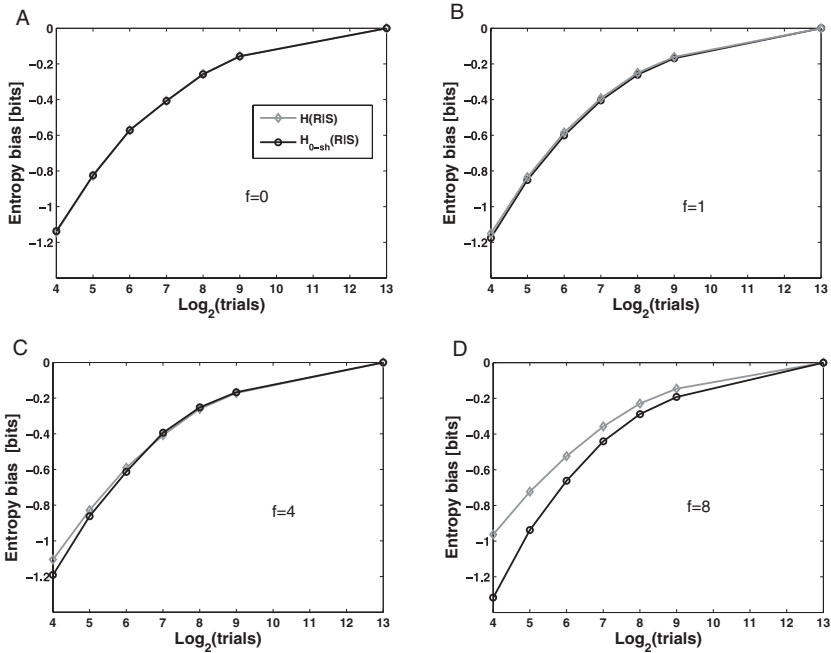 A
Entropy bias [bits]
0
−0.2
−0.4
−0.6
−0.8
−1
−1.2
H(R|S)
H0−sh(R|S)
f=0
4 5 6 7 8 9 10 11 12 13
Log2(trials)
B
Entropy bias [bits]
0
−0.2
−0.4
−0.6
−0.8
−1
−1.2
f=1
4 5 6 7 8 9 10 11 12 13
Log2(trials)
C
Entropy bias [bits]
0
−0.2
−0.4
−0.6
−0.8
−1
−1.2
f=4
4 5 6 7 8 9 10 11 12 13
Log2(trials)
D
Entropy bias [bits]
0
−0.2
−0.4
−0.6
−0.8
−1
−1.2
f=8
4 5 6 7 8 9 10 11 12 13
Log2(trials)